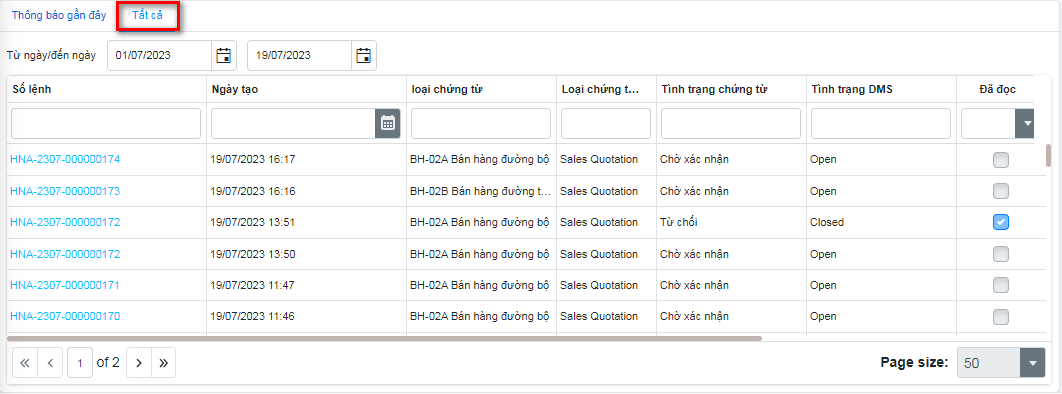 Thông báo gần đây Tất cả
Từ ngày/đến ngày 01/07/2023 19/07/2023
Số lệnh Ngày tạo loại chứng từ Loại chứng t... Tình trạng chứng từ Tình trạng DMS Đã đọc
HNA-2307-000000174 19/07/2023 16:17 BH-02A Bán hàng đường bộ Sales Quotation Chờ xác nhận Open
HNA-2307-000000173 19/07/2023 16:16 BH-02B Bán hàng đường t... Sales Quotation Chờ xác nhận Open
HNA-2307-000000172 19/07/2023 13:51 BH-02A Bán hàng đường bộ Sales Quotation Từ chối Closed
HNA-2307-000000172 19/07/2023 13:50 BH-02A Bán hàng đường bộ Sales Quotation Chờ xác nhận Open
HNA-2307-000000171 19/07/2023 11:47 BH-02A Bán hàng đường bộ Sales Quotation Chờ xác nhận Open
HNA-2307-000000170 19/07/2023 11:46 BH-02A Bán hàng đường bộ Sales Quotation Chờ xác nhận Open
1 of 2 Page size: 50